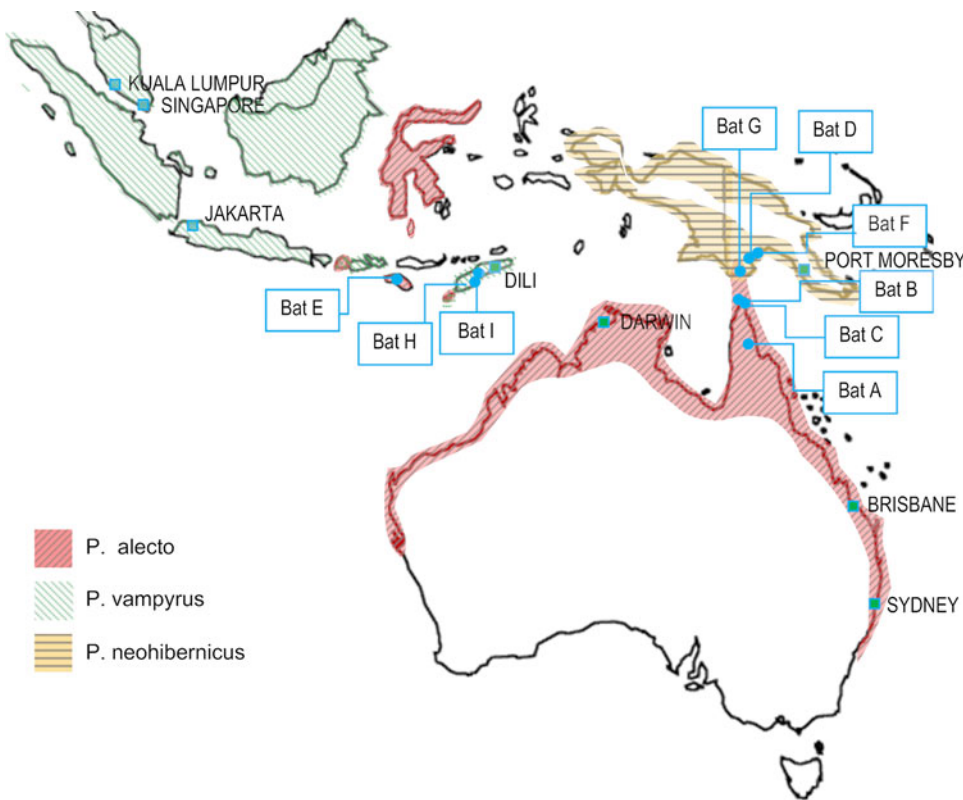 KUALA LUMPUR
SINGAPORE
Bat G
Bat D
JAKARTA
Bat F
PORT MORESBY
Bat E
DILI
Bat B
Bat H
Bat I
DARWIN
Bat C
Bat A
BRISBANE
P. alecto
P. vampyrus
SYDNEY
P. neohibernicus